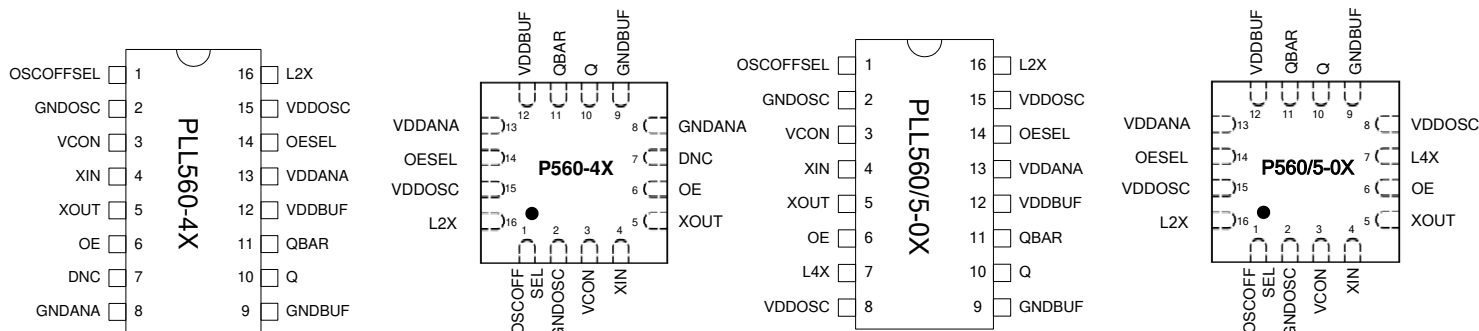 OSCOFFSEL 1 16 L2X
GNDOSC 2 15 VDDOSC
VCON 3 14 OESEL
XIN 4 13 VDDANA
XOUT 5 12 VDDBUF
OE 6 11 QBAR
DNC 7 10 Q
GNDANA 8 9 GNDBUF
PLL560-4X
VDDBUF QBAR Q GNDBUF
12 11 10 9
VDDANA 13 8 GNDANA
OESEL 14 7 DNC
P560-4X
VDDOSC 15 6 OE
L2X 16 5 XOUT
1 2 3 4
OSCOFF
SEL
GNDOSC VCON XIN
OSCOFFSEL 1 16 L2X
GNDOSC 2 15 VDDOSC
VCON 3 14 OESEL
XIN 4 13 VDDANA
XOUT 5 12 VDDBUF
OE 6 11 QBAR
L4X 7 10 Q
VDDOSC 8 9 GNDBUF
PLL560/5-0X
VDDBUF QBAR Q GNDBUF
12 11 10 9
VDDANA 13 8 VDDOSC
OESEL 14 7 L4X
P560/5-0X
VDDOSC 15 6 OE
L2X 16 5 XOUT
1 2 3 4
OSCOFF
SEL
GNDOSC VCON XIN